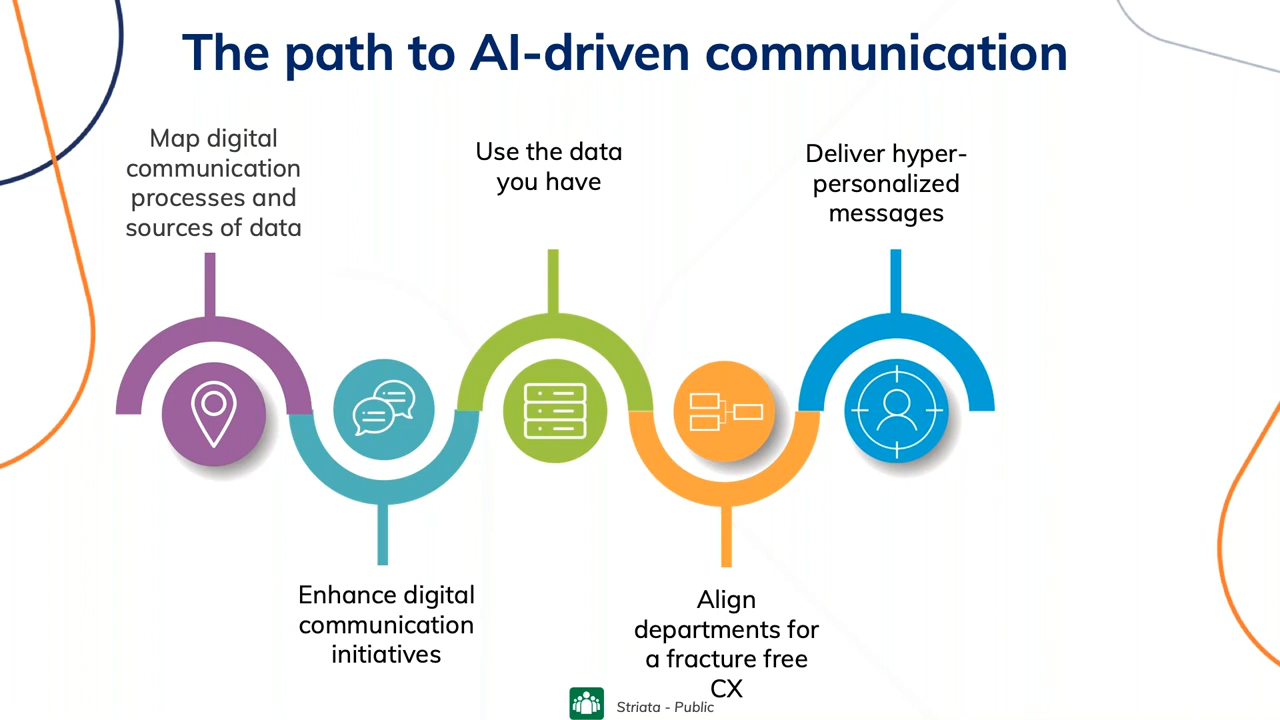 The path to AI-driven communication
Map digital
communication
processes and
sources of data
Use the data
you have
Deliver hyper-
personalized
messages
Enhance digital
communication
initiatives
Align
departments for
a fracture free
CX
Striata - Public